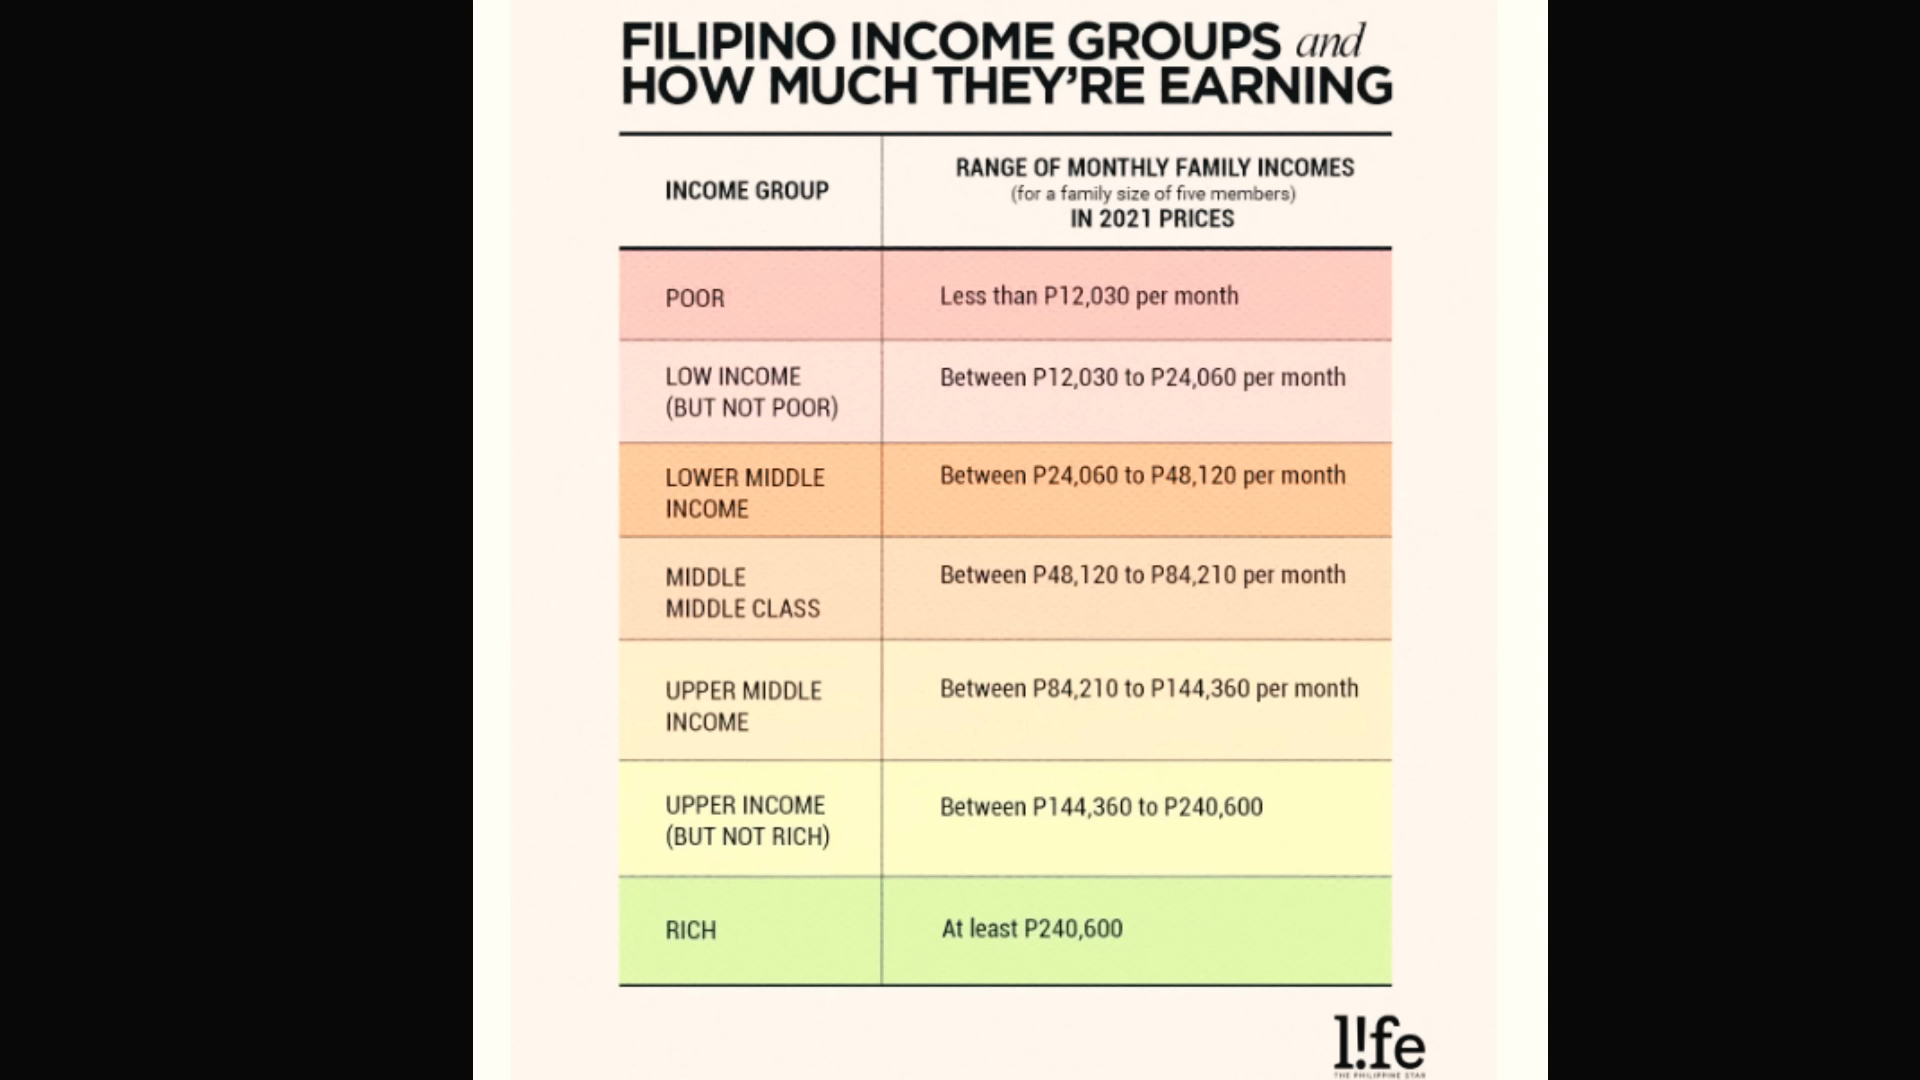 FILIPINO INCOME GROUPS and
HOW MUCH THEY’RE EARNING
INCOME GROUP
RANGE OF MONTHLY FAMILY INCOMES
(for a family size of five members)
IN 2021 PRICES
POOR
Less than P12,030 per month
LOW INCOME
(BUT NOT POOR)
Between P12,030 to P24,060 per month
LOWER MIDDLE
INCOME
Between P24,060 to P48,120 per month
MIDDLE
MIDDLE CLASS
Between P48,120 to P84,210 per month
UPPER MIDDLE
INCOME
Between P84,210 to P144,360 per month
UPPER INCOME
(BUT NOT RICH)
Between P144,360 to P240,600
RICH
At least P240,600
l!fe
THE PHILIPPINE STAR